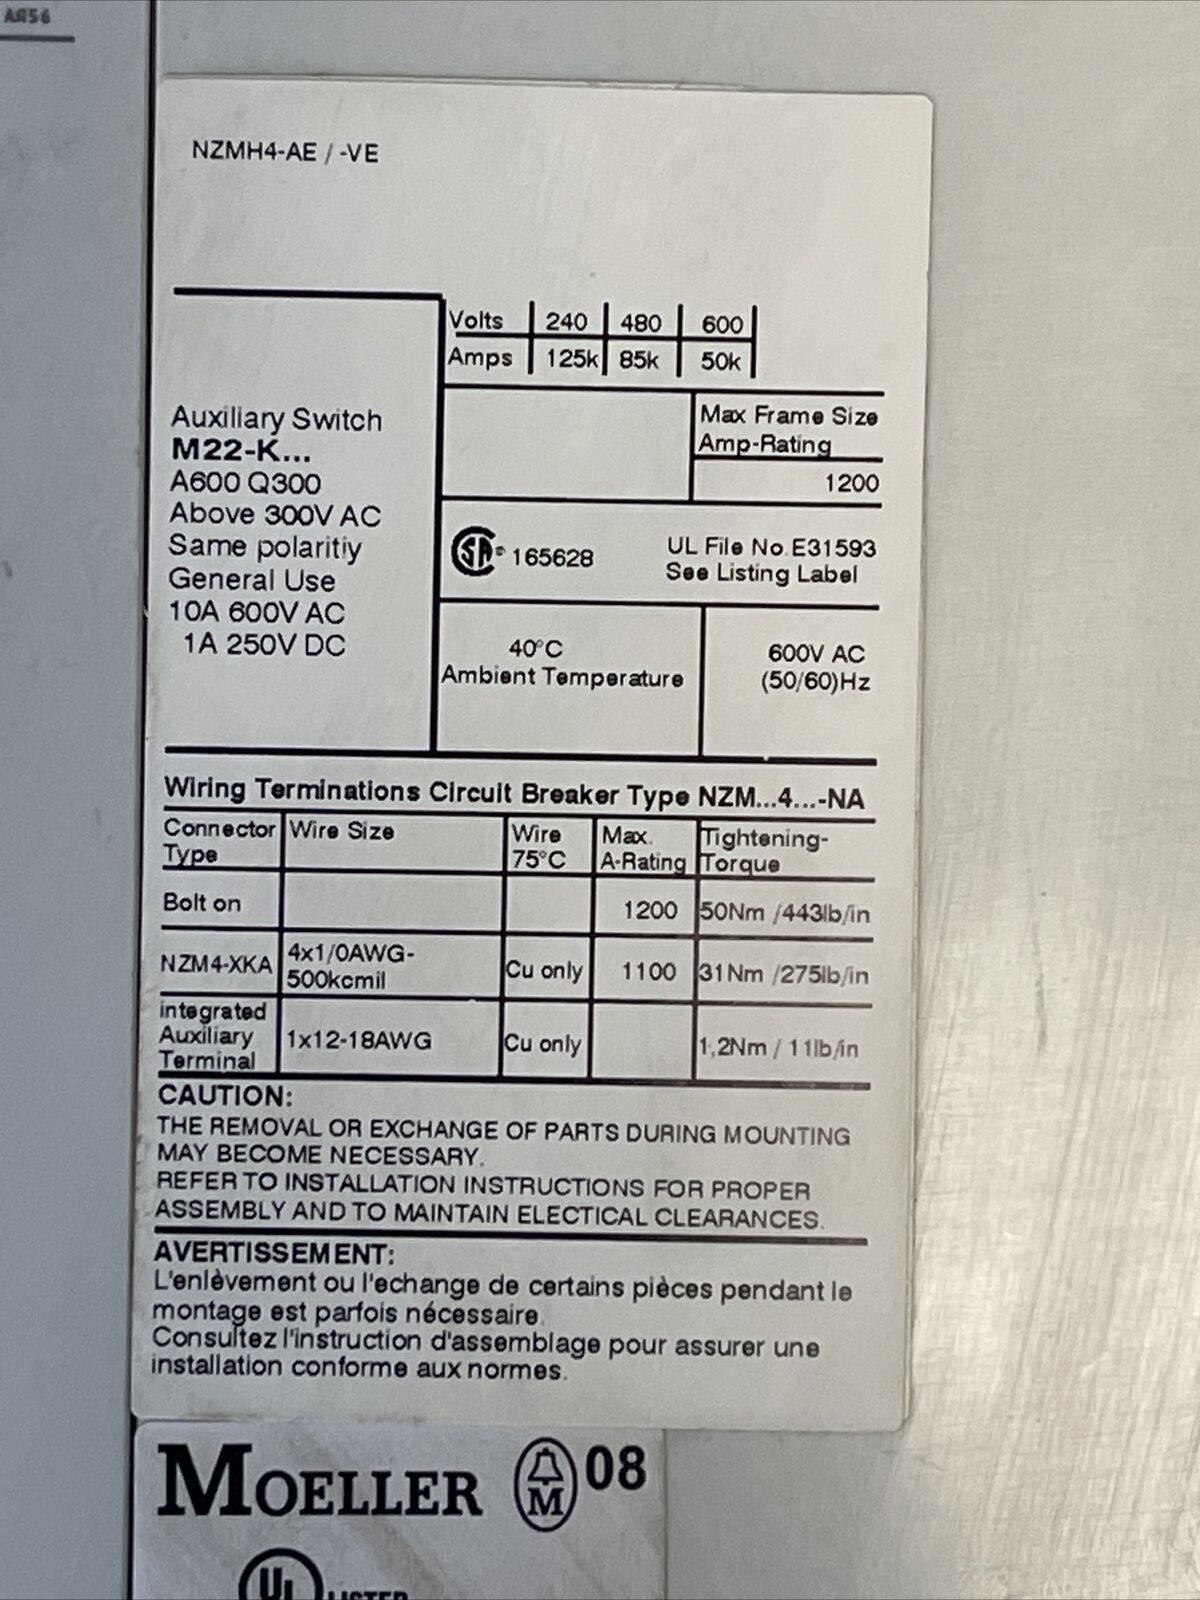 AR56
NZMH4-AE / -VE
Volts 240 480 600
Amps 125k 85k 50k
Auxiliary Switch
M22-K...
A600 Q300
Above 300V AC
Same polaritiy
General Use
10A 600V AC
1A 250V DC
Max Frame Size
Amp-Rating
1200
SA® 165628
UL File No. E31593
See Listing Label
40°C
Ambient Temperature
600V AC
(50/60)Hz
Wiring Terminations Circuit Breaker Type NZM...4...-NA
Connector Type Wire Size Wire 75°C Max. A-Rating Tightening-Torque
Bolt on 1200 50Nm /443lb/in
NZM4-XKA 4x1/0AWG-500kcmil Cu only 1100 31Nm /275lb/in
integrated Auxiliary Terminal 1x12-18AWG Cu only 1,2Nm / 11lb/in
CAUTION:
THE REMOVAL OR EXCHANGE OF PARTS DURING MOUNTING
MAY BECOME NECESSARY.
REFER TO INSTALLATION INSTRUCTIONS FOR PROPER
ASSEMBLY AND TO MAINTAIN ELECTICAL CLEARANCES.
AVERTISSEMENT:
L'enlèvement ou l'echange de certains pièces pendant le
montage est parfois nécessaire.
Consultez l'instruction d'assemblage pour assurer une
installation conforme aux normes.
MOELLER M 08
UL LISTED